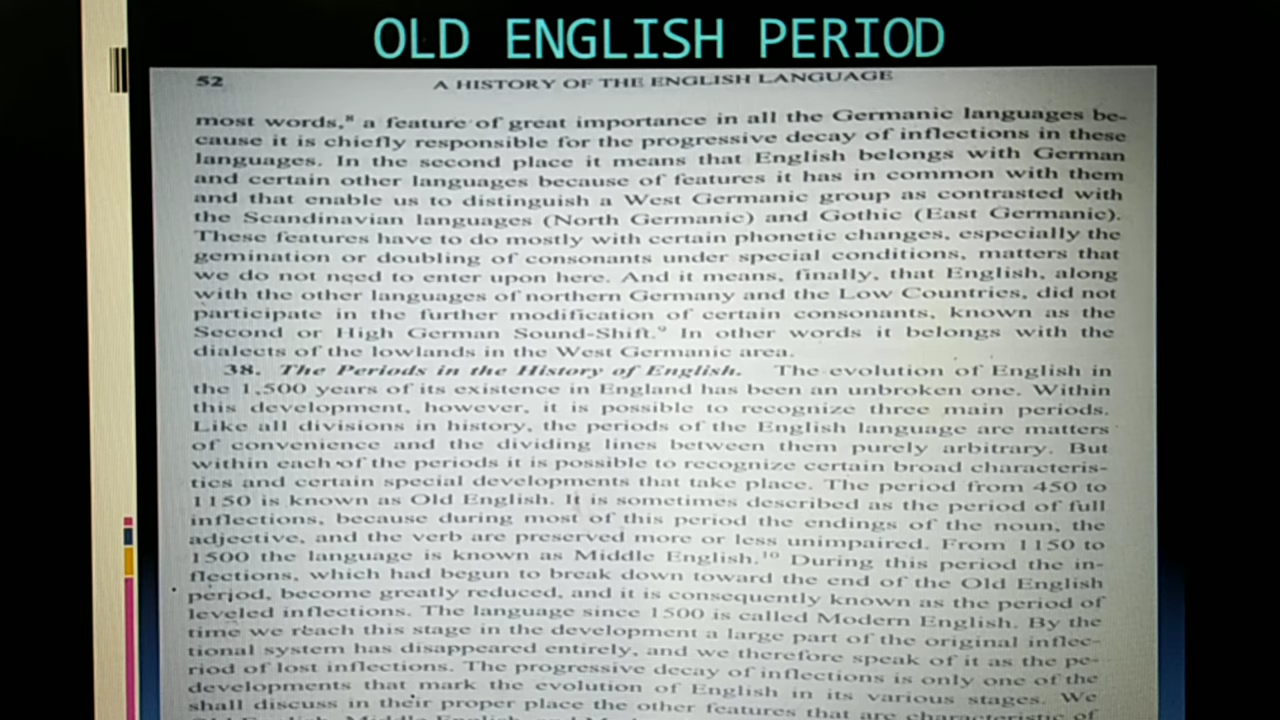 OLD ENGLISH PERIOD
52 A HISTORY OF THE ENGLISH LANGUAGE
most words,⁸ a feature of great importance in all the Germanic languages be-
cause it is chiefly responsible for the progressive decay of inflections in these
languages. In the second place it means that English belongs with German
and certain other languages because of features it has in common with them
and that enable us to distinguish a West Germanic group as contrasted with
the Scandinavian languages (North Germanic) and Gothic (East Germanic).
These features have to do mostly with certain phonetic changes, especially the
gemination or doubling of consonants under special conditions, matters that
we do not need to enter upon here. And it means, finally, that English, along
with the other languages of northern Germany and the Low Countries, did not
participate in the further modification of certain consonants, known as the
Second or High German Sound-Shift.⁹ In other words it belongs with the
dialects of the lowlands in the West Germanic area.
38. The Periods in the History of English. The evolution of English in
the 1,500 years of its existence in England has been an unbroken one. Within
this development, however, it is possible to recognize three main periods.
Like all divisions in history, the periods of the English language are matters
of convenience and the dividing lines between them purely arbitrary. But
within each of the periods it is possible to recognize certain broad characteris-
tics and certain special developments that take place. The period from 450 to
1150 is known as Old English. It is sometimes described as the period of full
inflections, because during most of this period the endings of the noun, the
adjective, and the verb are preserved more or less unimpaired. From 1150 to
1500 the language is known as Middle English.¹⁰ During this period the in-
flections, which had begun to break down toward the end of the Old English
period, become greatly reduced, and it is consequently known as the period of
leveled inflections. The language since 1500 is called Modern English. By the
time we reach this stage in the development a large part of the original inflec-
tional system has disappeared entirely, and we therefore speak of it as the pe-
riod of lost inflections. The progressive decay of inflections is only one of the
developments that mark the evolution of English in its various stages. We
shall discuss in their proper place the other features that are characteristic of